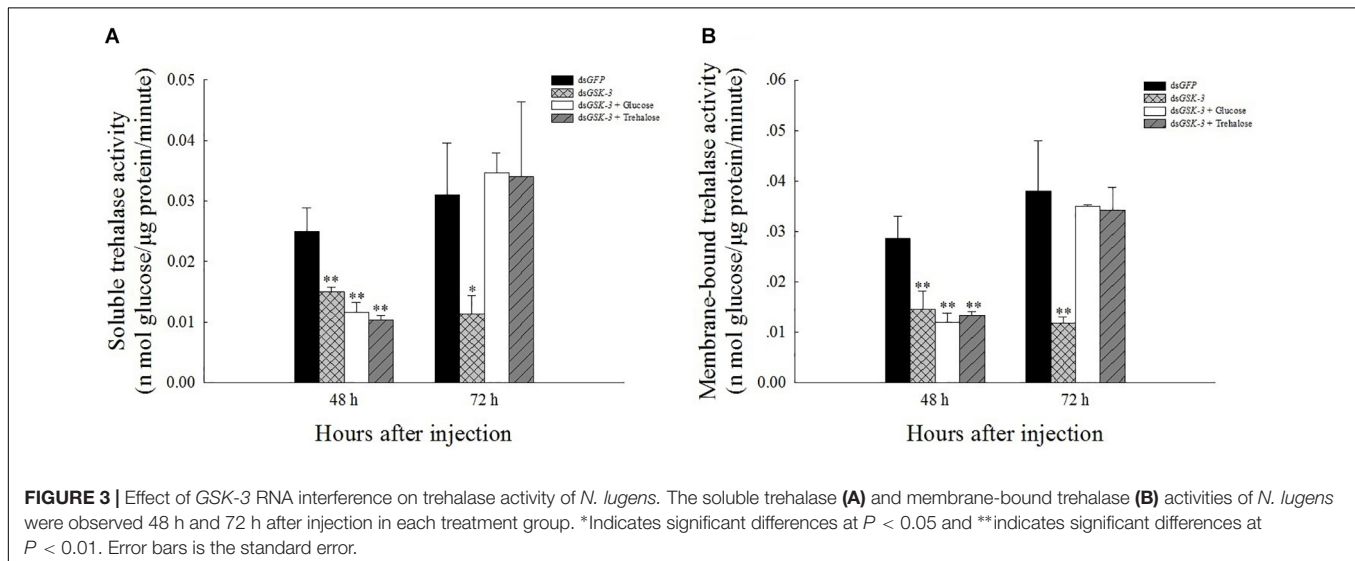 A
Soluble trehalase activity
(n mol glucose/µg protein/minute)
0.05
0.04
0.03
0.02
0.01
0.00
dsGFP
dsGSK-3
dsGSK-3 + Glucose
dsGSK-3 + Trehalose
** ** ** *
48 h 72 h
Hours after injection
B
Membrane-bound trehalase activity
(n mol glucose/µg protein/minute)
.06
.06
.04
.03
.02
.01
0.00
dsGFP
dsGSK-3
dsGSK-3 + Glucose
dsGSK-3 + Trehalose
** ** ** **
48 h 72 h
Hours after injection
FIGURE 3 | Effect of GSK-3 RNA interference on trehalase activity of N. lugens. The soluble trehalase (A) and membrane-bound trehalase (B) activities of N. lugens
were observed 48 h and 72 h after injection in each treatment group. *Indicates significant differences at P < 0.05 and **indicates significant differences at
P < 0.01. Error bars is the standard error.